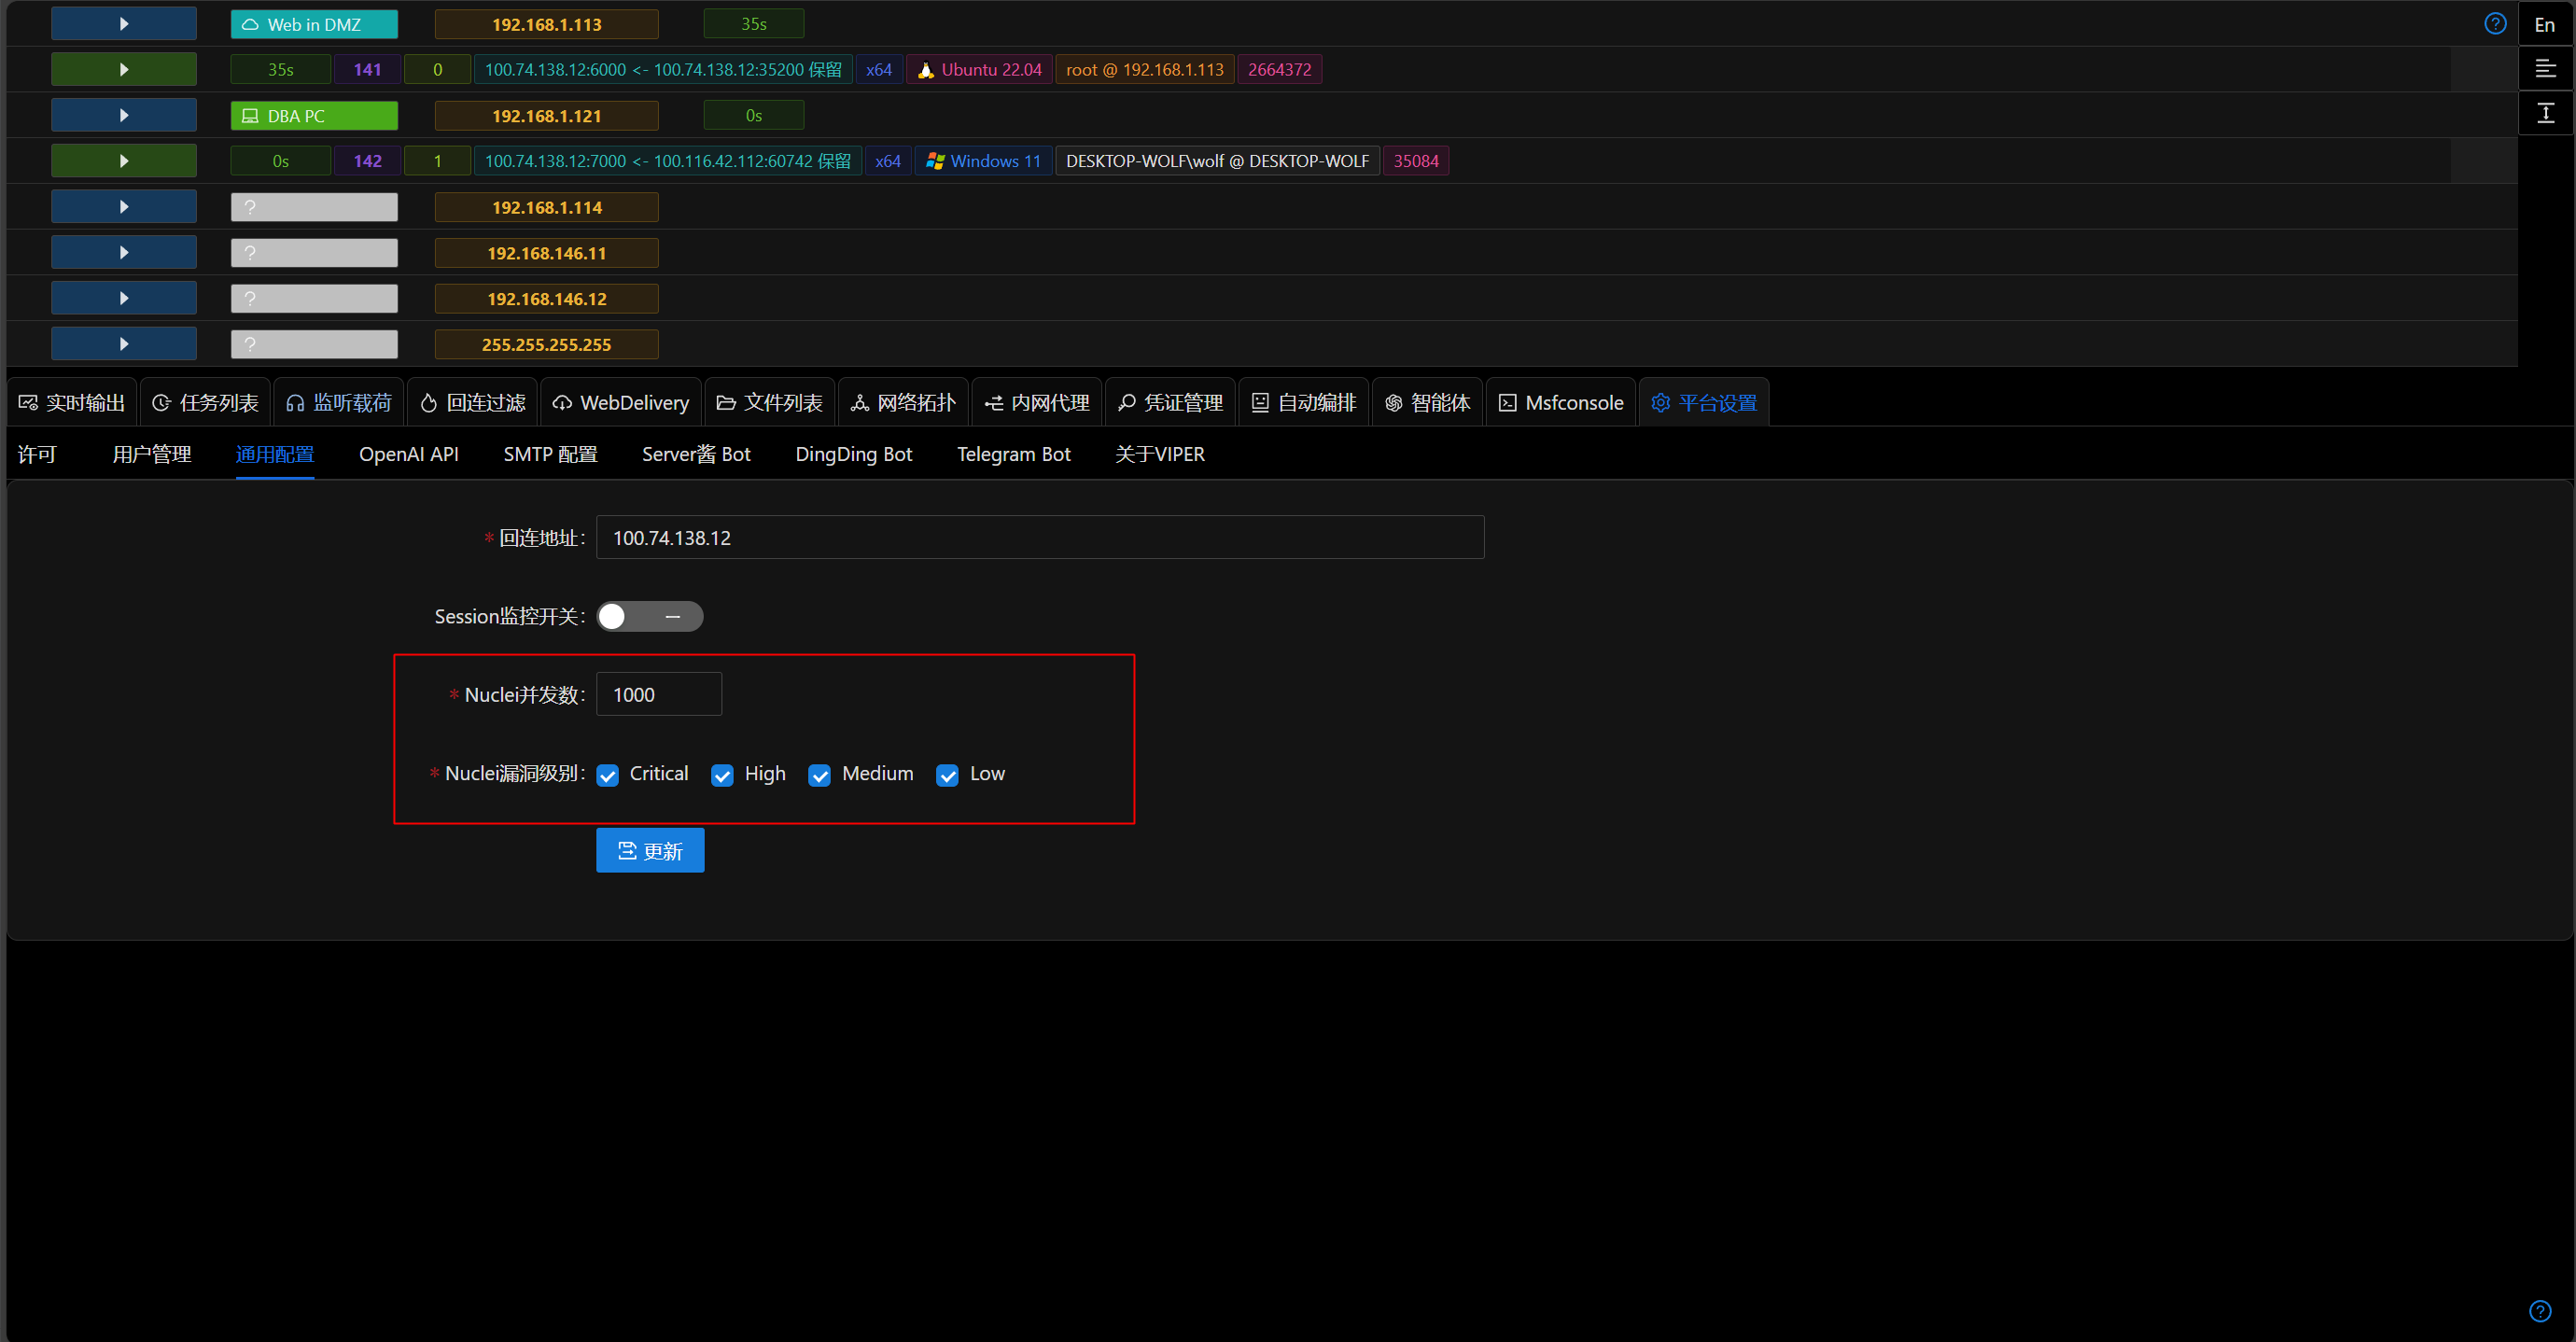 Web in DMZ 192.168.1.113 35s En
35s 141 0 100.74.138.12:6000 <- 100.74.138.12:35200 保留 x64 Ubuntu 22.04 root @ 192.168.1.113 2664372
DBA PC 192.168.1.121 0s
0s 142 1 100.74.138.12:7000 <- 100.116.42.112:60742 保留 x64 Windows 11 DESKTOP-WOLF\wolf @ DESKTOP-WOLF 35084
? 192.168.1.114
? 192.168.146.11
? 192.168.146.12
? 255.255.255.255
实时输出 任务列表 监听载荷 回连过滤 WebDelivery 文件列表 网络拓扑 内网代理 凭证管理 自动编排 智能体 Msfconsole 平台设置
许可 用户管理 通用配置 OpenAI API SMTP 配置 Server酱 Bot DingDing Bot Telegram Bot 关于VIPER
* 回连地址: 100.74.138.12
Session监控开关:
* Nuclei并发数: 1000
* Nuclei漏洞级别: Critical High Medium Low
更新